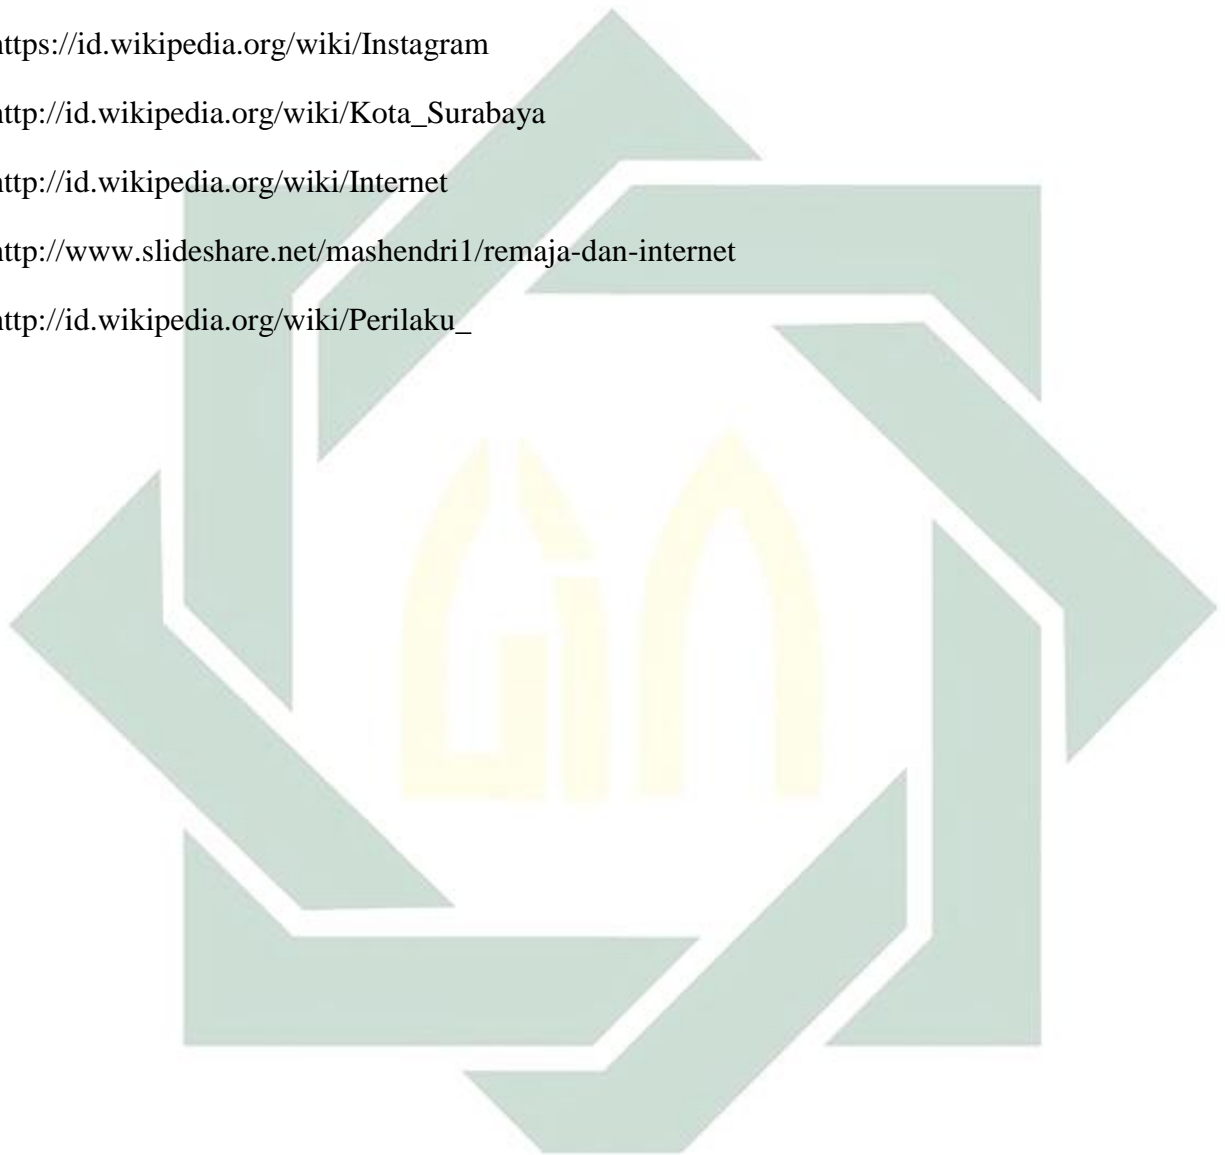 https://id.wikipedia.org/wiki/Instagram
http://id.wikipedia.org/wiki/Kota_Surabaya
http://id.wikipedia.org/wiki/Internet
http://www.slideshare.net/mashendri1/remaja-dan-internet
http://id.wikipedia.org/wiki/Perilaku_